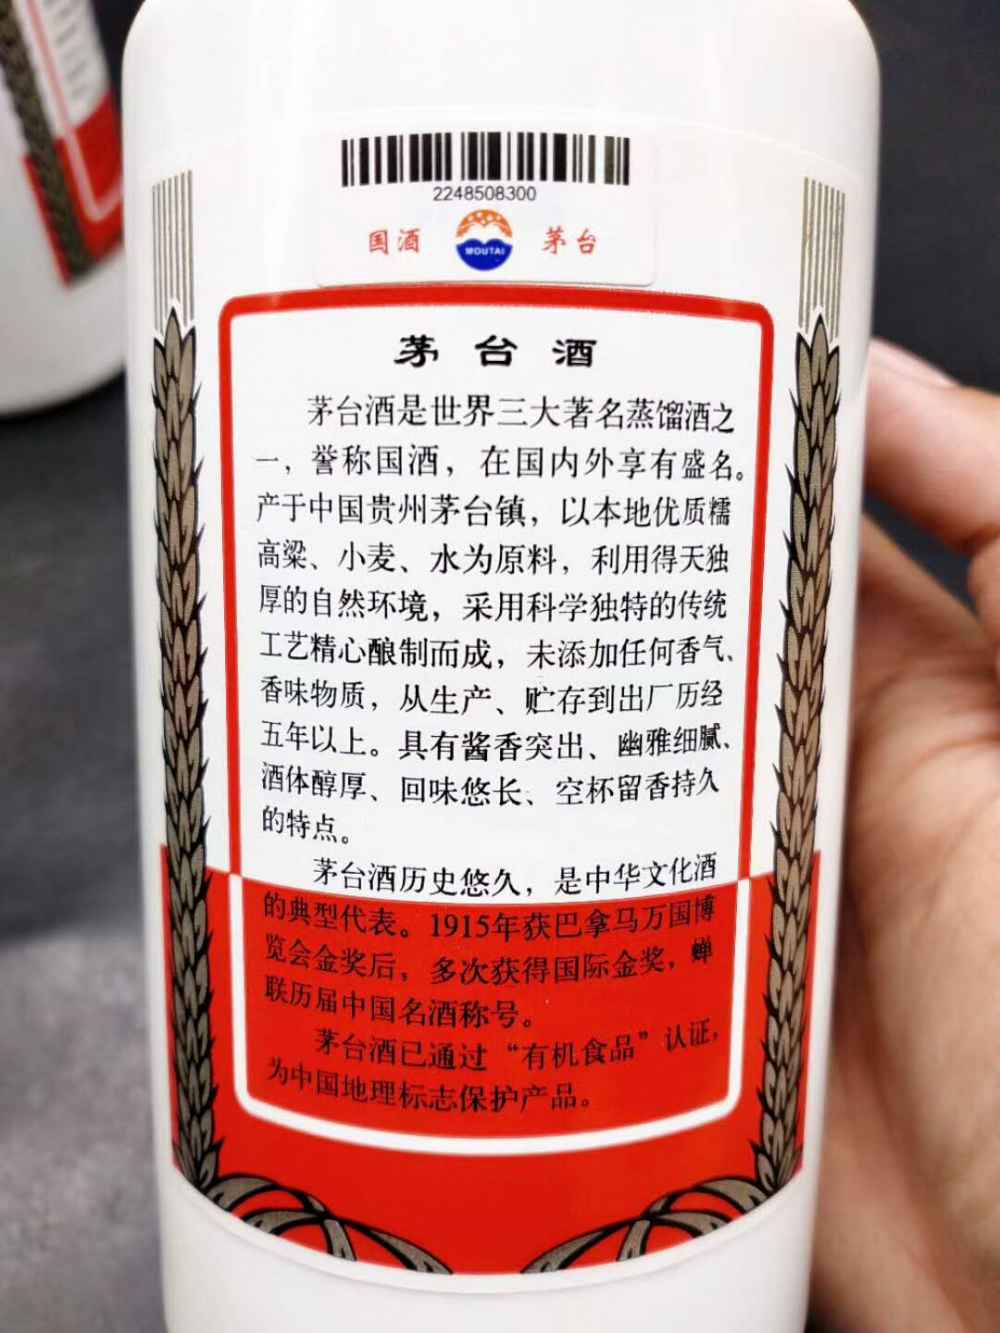 2248508300
国酒 MOUTAI 茅台
茅台酒
茅台酒是世界三大著名蒸馏酒之
一，誉称国酒，在国内外享有盛名。
产于中国贵州茅台镇，以本地优质糯
高粱、小麦、水为原料，利用得天独
厚的自然环境，采用科学独特的传统
工艺精心酿制而成，未添加任何香气、
香味物质，从生产、贮存到出厂历经
五年以上。具有酱香突出、幽雅细腻、
酒体醇厚、回味悠长、空杯留香持久
的特点。
茅台酒历史悠久，是中华文化酒
的典型代表。1915年获巴拿马万国博
览会金奖后，多次获得国际金奖，蝉
联历届中国名酒称号。
茅台酒已通过“有机食品”认证，
为中国地理标志保护产品。